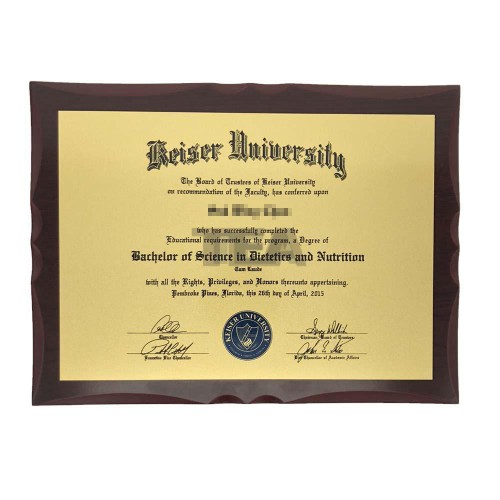 Keiser University
The Board of Trustees of Keiser University
on recommendation of the Faculty, has conferred upon
who has successfully completed the
Educational requirements for the program, a Degree of
Bachelor of Science in Dietetics and Nutrition
Cum Laude
with all the Rights, Privileges, and Honors thereunto appertaining.
Pembroke Pines, Florida, this 26th day of April, 2015
Chancellor
Executive Vice Chancellor
KEISER UNIVERSITY
Chairman, Board of Trustees
Vice Chancellor of Academic Affairs